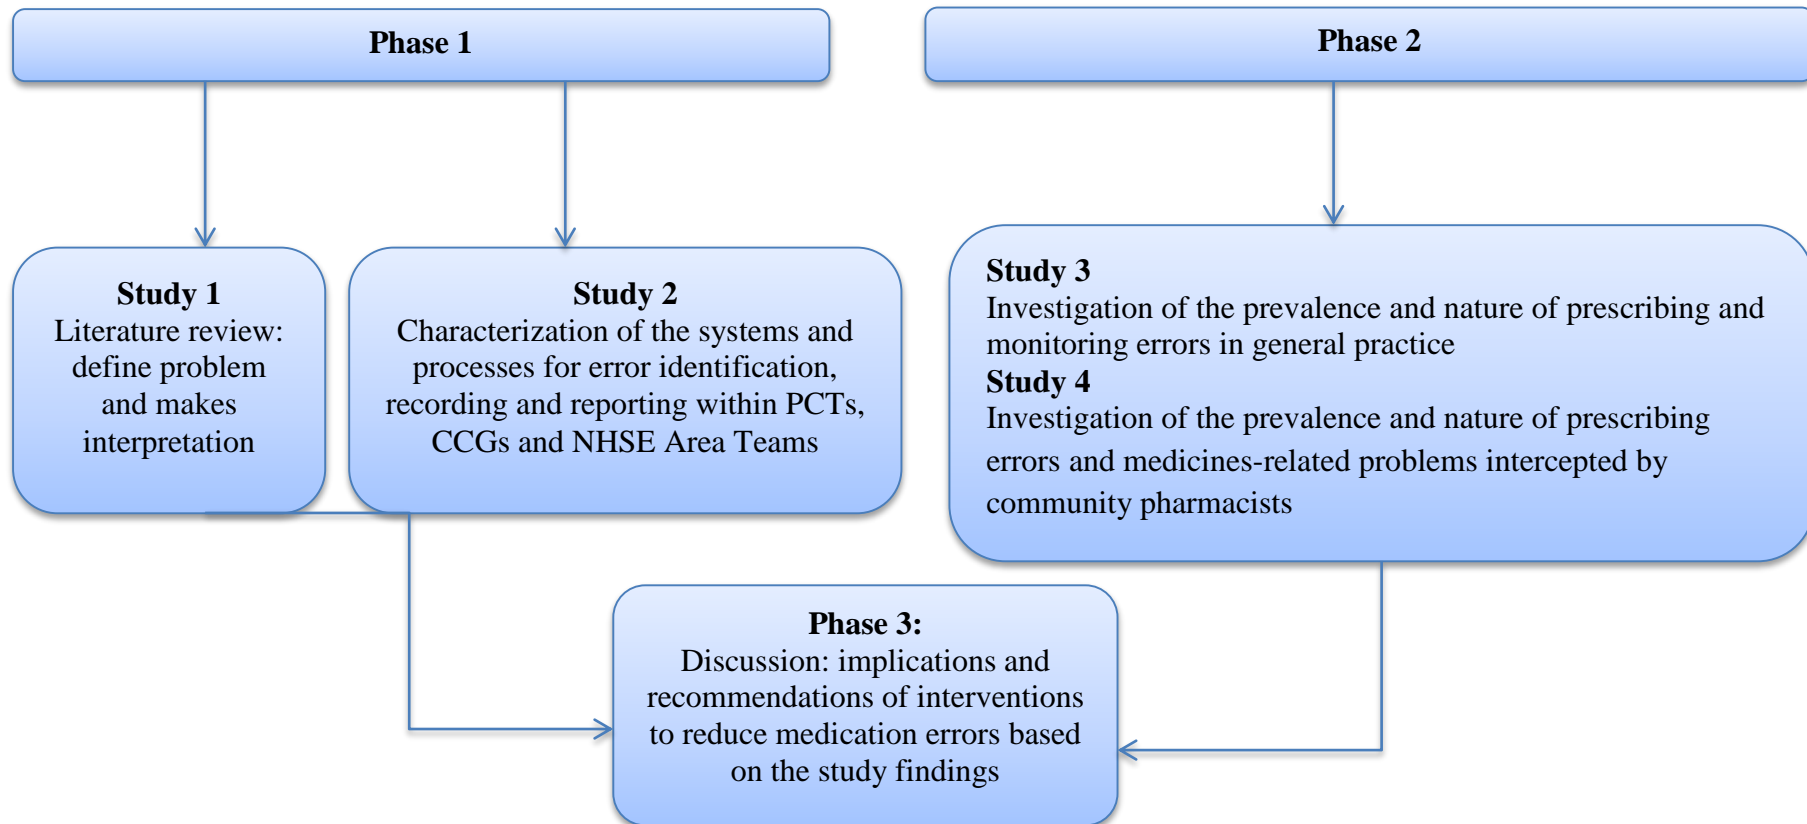 Phase 1
Phase 2
Study 1
Literature review:
define problem
and makes
interpretation
Study 2
Characterization of the systems and
processes for error identification,
recording and reporting within PCTs,
CCGs and NHSE Area Teams
Study 3
Investigation of the prevalence and nature of prescribing and
monitoring errors in general practice
Study 4
Investigation of the prevalence and nature of prescribing
errors and medicines-related problems intercepted by
community pharmacists
Phase 3:
Discussion: implications and
recommendations of interventions
to reduce medication errors based
on the study findings